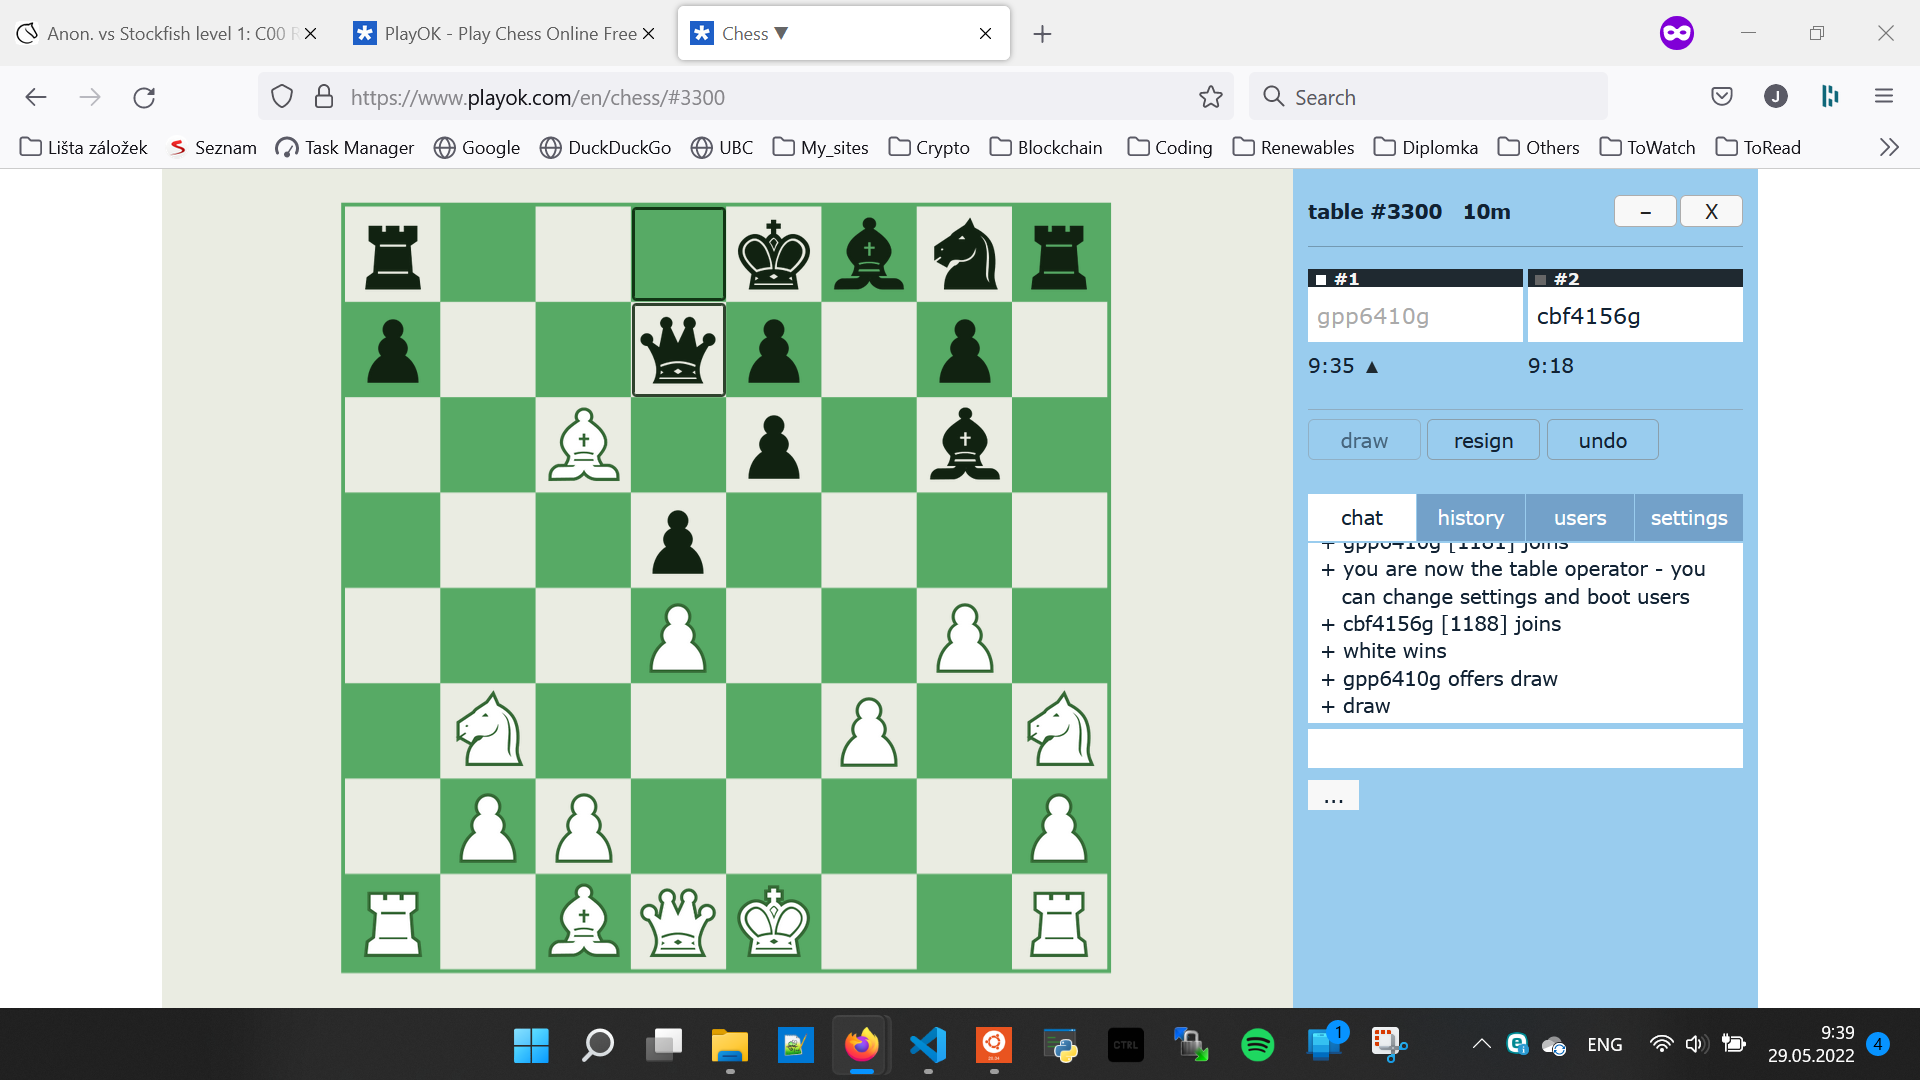 Anon. vs Stockfish level 1: C00 R
PlayOK - Play Chess Online Free
Chess ▼
https://www.playok.com/en/chess/#3300
Search
J
Lišta záložek
Seznam
Task Manager
Google
DuckDuckGo
UBC
My_sites
Crypto
Blockchain
Coding
Renewables
Diplomka
Others
ToWatch
ToRead
table #3300 10m
–
X
#1
#2
gpp6410g
cbf4156g
9:35 ▲
9:18
draw
resign
undo
chat
history
users
settings
+ gpp6410g [1181] joins
+ you are now the table operator - you
can change settings and boot users
+ cbf4156g [1188] joins
+ white wins
+ gpp6410g offers draw
+ draw
...
CTRL
1
ENG
9:39
29.05.2022
4